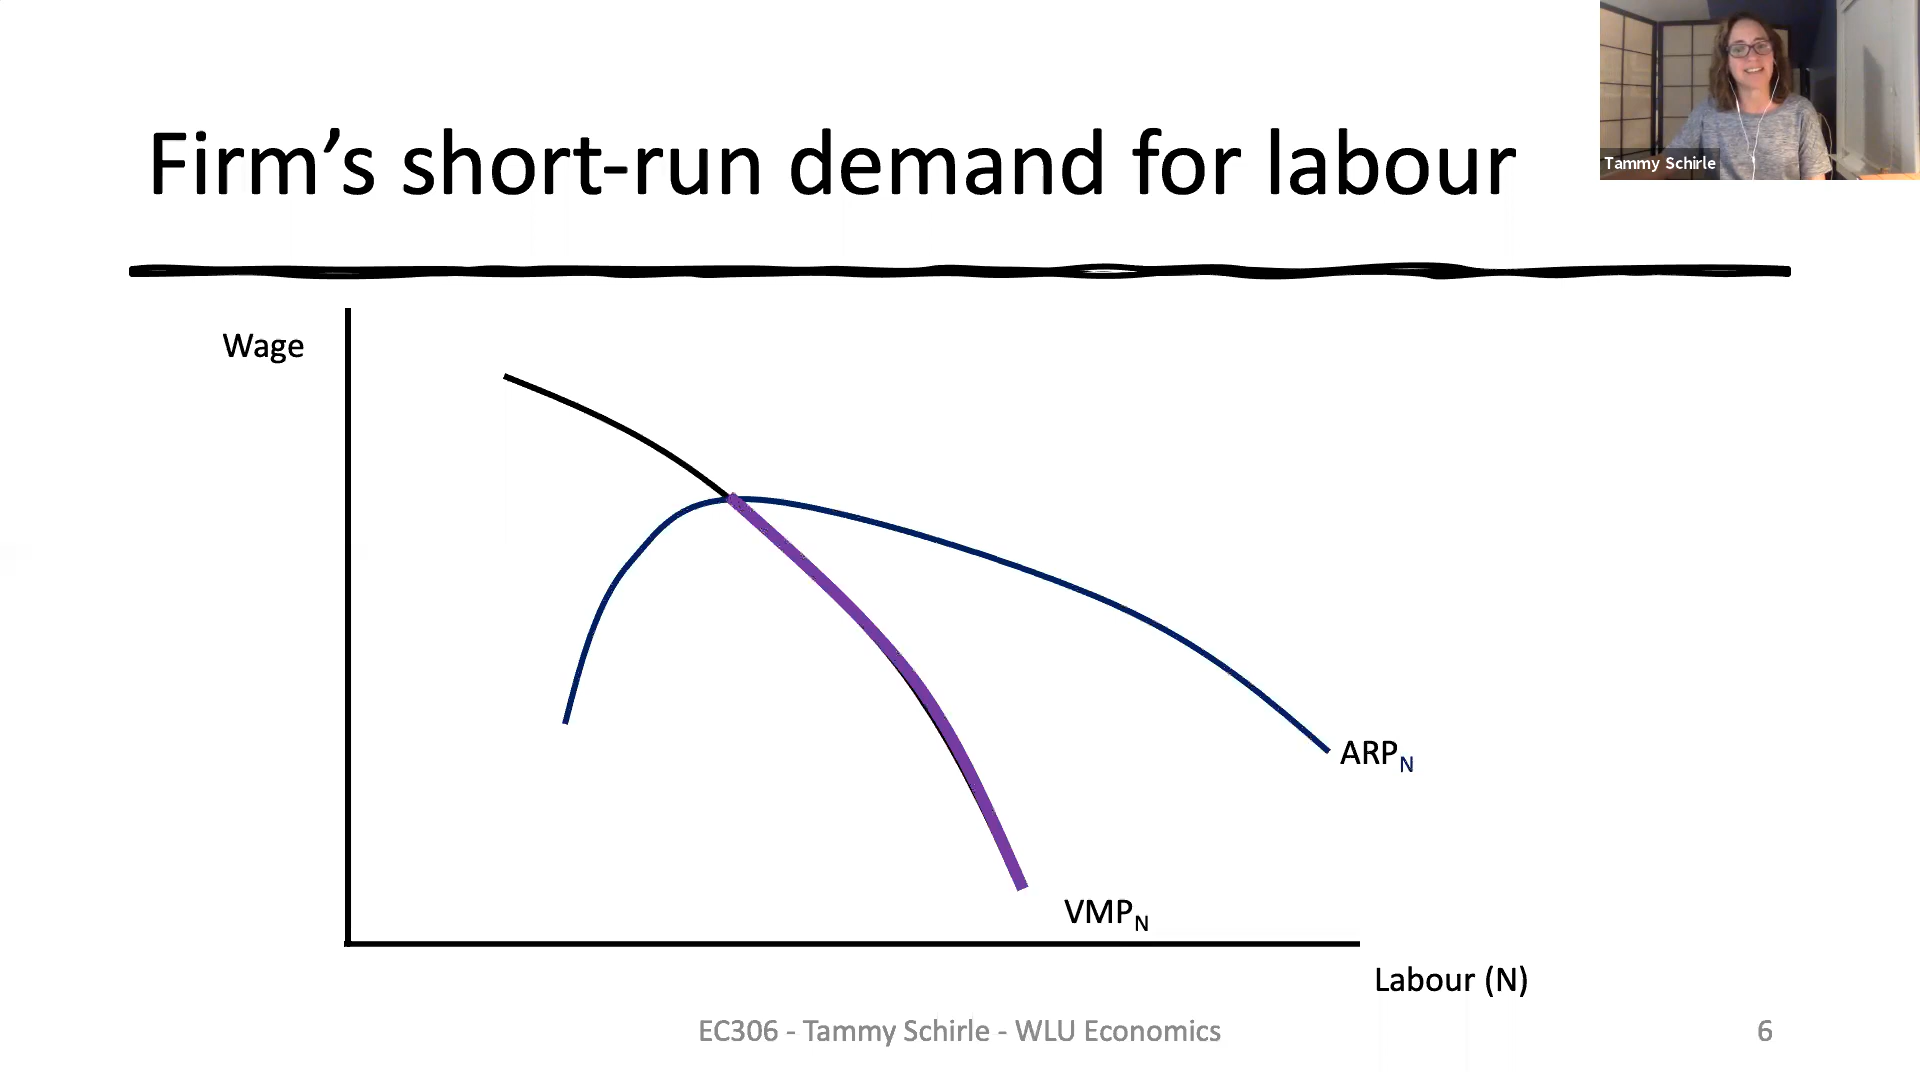 Firm’s short-run demand for labour
Tammy Schirle
Wage
ARPN
VMPN
Labour (N)
EC306 - Tammy Schirle - WLU Economics
6